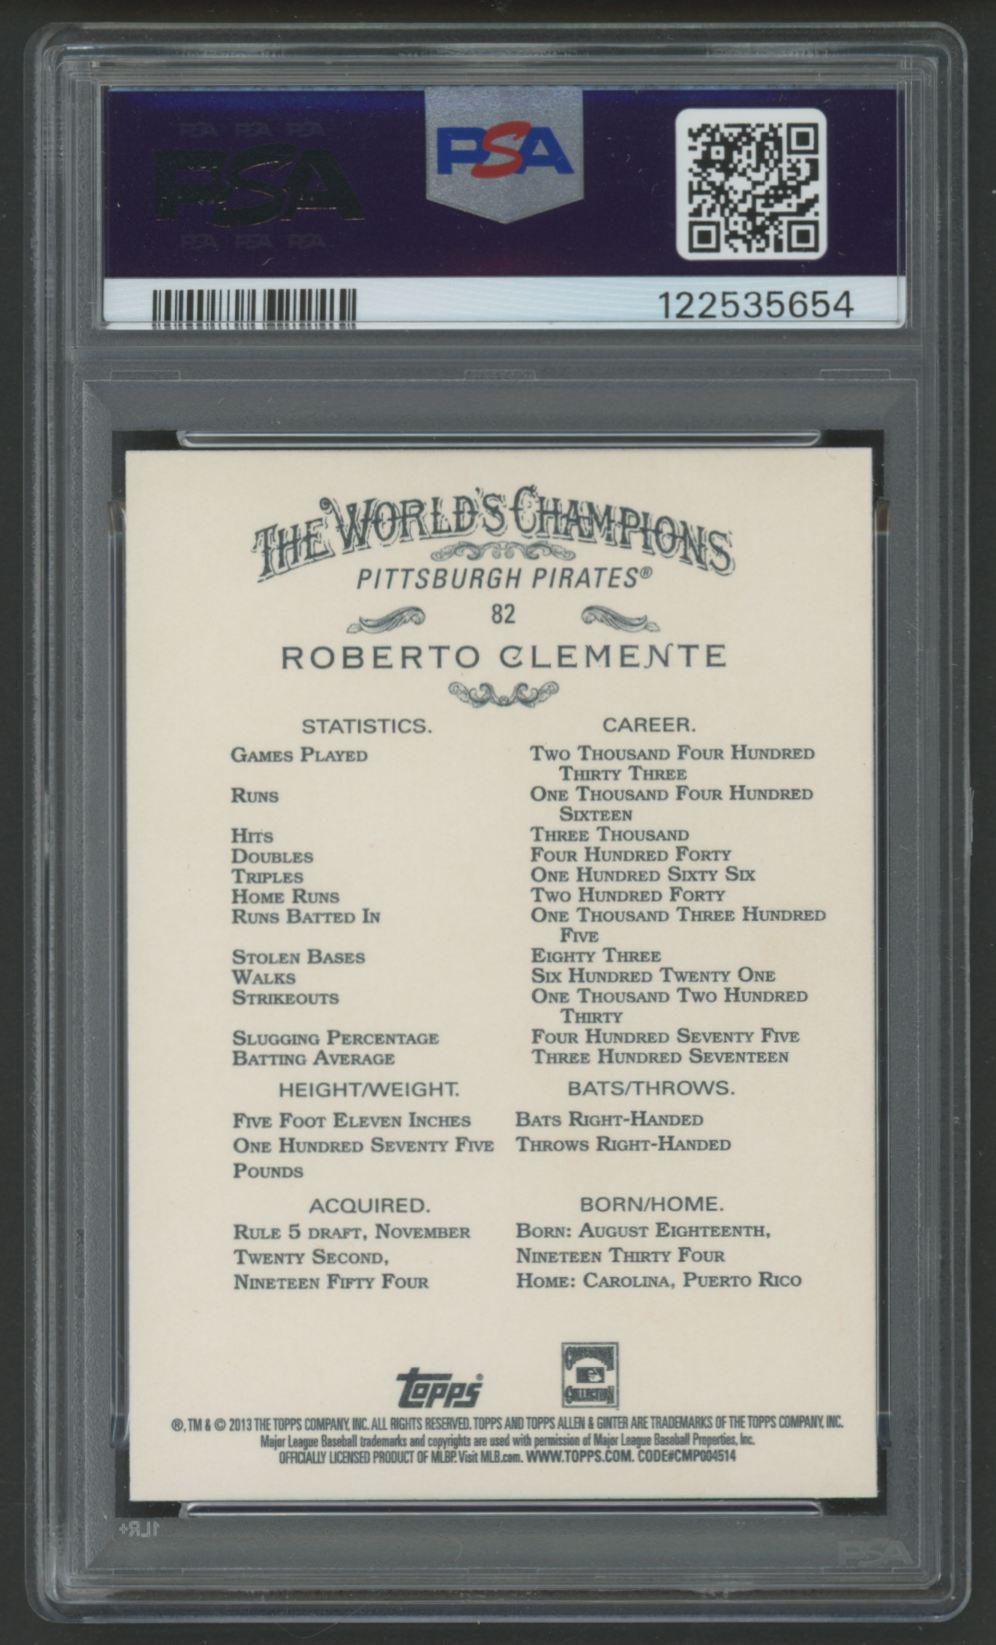 PSA PSA PSA
PSA
PSA PSA PSA
PSA
122535654
THE WORLD'S CHAMPIONS
PITTSBURGH PIRATES®
82
ROBERTO CLEMENTE
STATISTICS. CAREER.
GAMES PLAYED TWO THOUSAND FOUR HUNDRED
THIRTY THREE
RUNS ONE THOUSAND FOUR HUNDRED
SIXTEEN
HITS THREE THOUSAND
DOUBLES FOUR HUNDRED FORTY
TRIPLES ONE HUNDRED SIXTY SIX
HOME RUNS TWO HUNDRED FORTY
RUNS BATTED IN ONE THOUSAND THREE HUNDRED
FIVE
STOLEN BASES EIGHTY THREE
WALKS SIX HUNDRED TWENTY ONE
STRIKEOUTS ONE THOUSAND TWO HUNDRED
THIRTY
SLUGGING PERCENTAGE FOUR HUNDRED SEVENTY FIVE
BATTING AVERAGE THREE HUNDRED SEVENTEEN
HEIGHT/WEIGHT. BATS/THROWS.
FIVE FOOT ELEVEN INCHES BATS RIGHT-HANDED
ONE HUNDRED SEVENTY FIVE THROWS RIGHT-HANDED
POUNDS
ACQUIRED. BORN/HOME.
RULE 5 DRAFT, NOVEMBER BORN: AUGUST EIGHTEENTH,
TWENTY SECOND, NINETEEN THIRTY FOUR
NINETEEN FIFTY FOUR HOME: CAROLINA, PUERTO RICO
topps COOPERSTOWN
COLLECTION
®, TM & © 2013 THE TOPPS COMPANY, INC. ALL RIGHTS RESERVED. TOPPS AND TOPPS ALLEN & GINTER ARE TRADEMARKS OF THE TOPPS COMPANY, INC.
Major League Baseball trademarks and copyrights are used with permission of Major League Baseball Properties, Inc.
OFFICIALLY LICENSED PRODUCT OF MLBP. Visit MLB.com. WWW.TOPPS.COM. CODE#CMP004514
1LR+
PSA